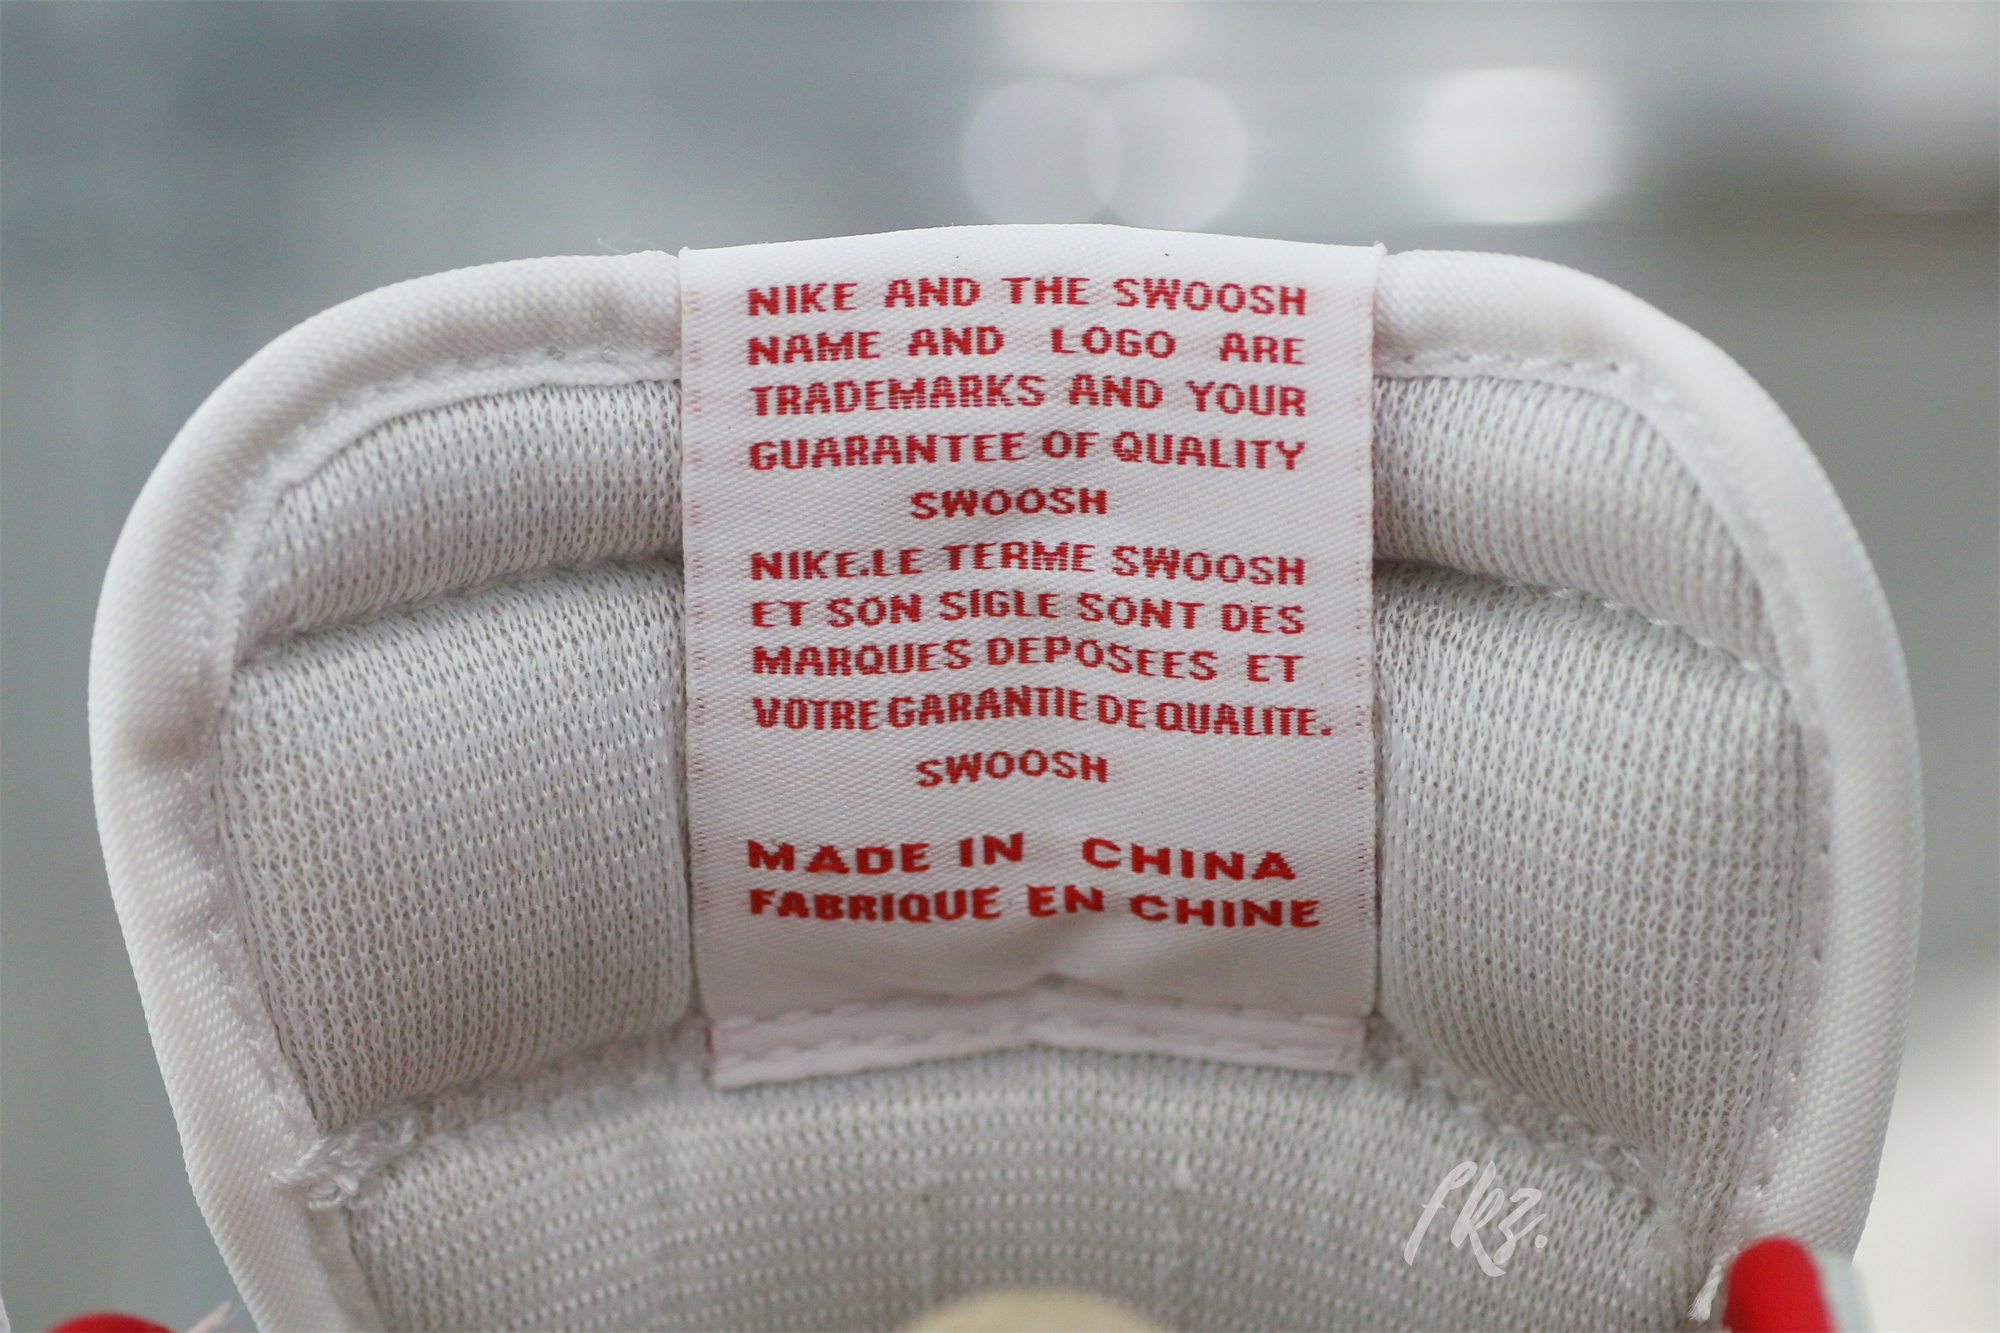 NIKE AND THE SWOOSH
NAME AND LOGO ARE
TRADEMARKS AND YOUR
GUARANTEE OF QUALITY
SWOOSH
NIKE.LE TERME SWOOSH
ET SON SIGLE SONT DES
MARQUES DEPOSEES ET
VOTRE GARANTIE DE QUALITE.
SWOOSH
MADE IN CHINA
FABRIQUE EN CHINE
fkz.